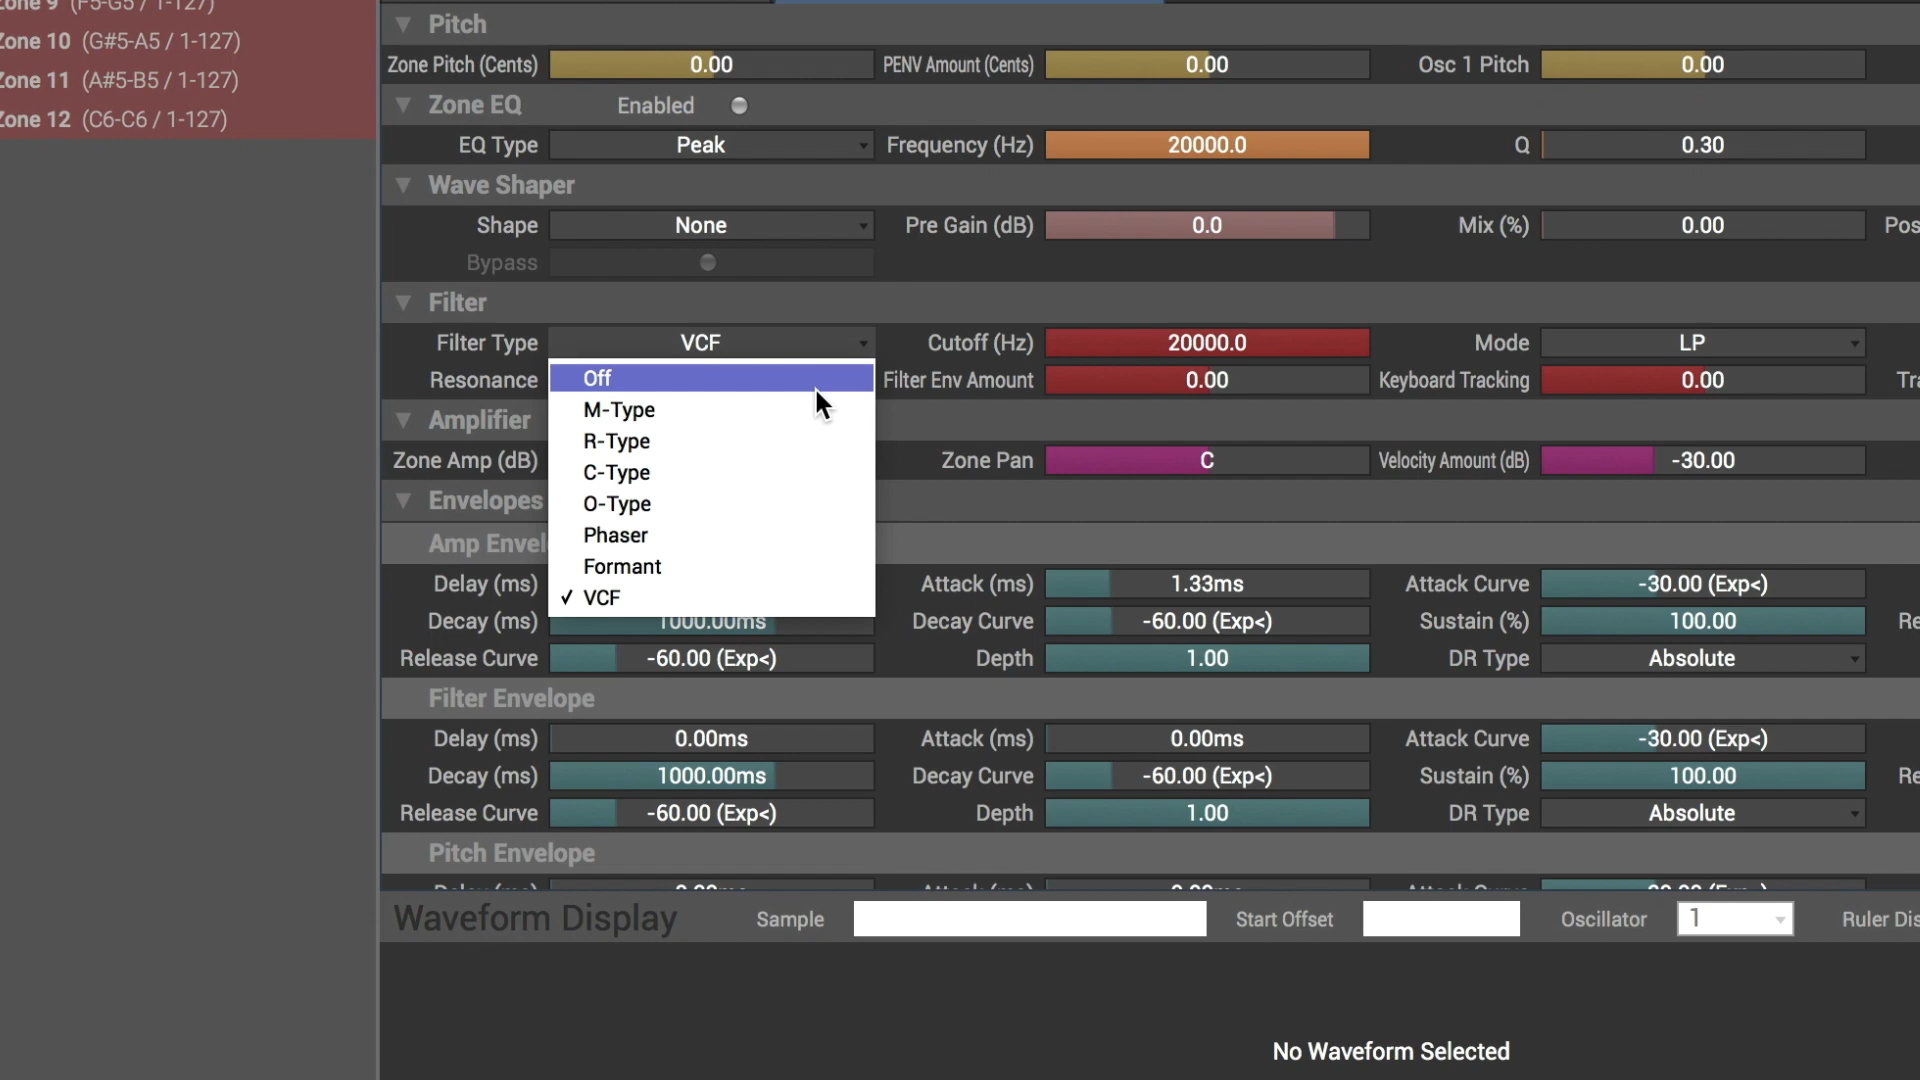 Zone 9 (F5-G5 / 1-127)
Zone 10 (G#5-A5 / 1-127)
Zone 11 (A#5-B5 / 1-127)
Zone 12 (C6-C6 / 1-127)
Pitch
Zone Pitch (Cents) 0.00 PENV Amount (Cents) 0.00 Osc 1 Pitch 0.00
Zone EQ Enabled
EQ Type Peak Frequency (Hz) 20000.0 Q 0.30
Wave Shaper
Shape None Pre Gain (dB) 0.0 Mix (%) 0.00 Pos
Bypass
Filter
Filter Type VCF Cutoff (Hz) 20000.0 Mode LP
Resonance Filter Env Amount 0.00 Keyboard Tracking 0.00 Tra
Off
M-Type
R-Type
C-Type
O-Type
Phaser
Formant
✓ VCF
Amplifier
Zone Amp (dB) Zone Pan C Velocity Amount (dB) -30.00
Envelopes
Amp Envel
Delay (ms) Attack (ms) 1.33ms Attack Curve -30.00 (Exp<)
Decay (ms) 1000.00ms Decay Curve -60.00 (Exp<) Sustain (%) 100.00 Re
Release Curve -60.00 (Exp<) Depth 1.00 DR Type Absolute
Filter Envelope
Delay (ms) 0.00ms Attack (ms) 0.00ms Attack Curve -30.00 (Exp<)
Decay (ms) 1000.00ms Decay Curve -60.00 (Exp<) Sustain (%) 100.00 Re
Release Curve -60.00 (Exp<) Depth 1.00 DR Type Absolute
Pitch Envelope
Waveform Display Sample Start Offset Oscillator 1 Ruler Dis
No Waveform Selected